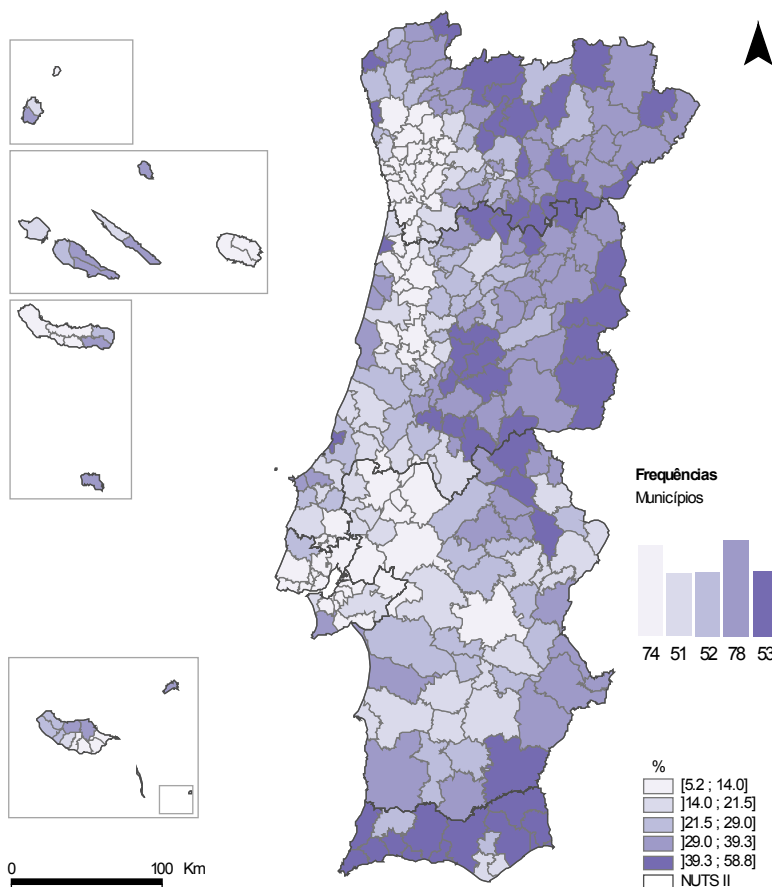 Frequências
Municípios
74 51 52 78 53
%
]5.2 ; 14.0]
]14.0 ; 21.5]
]21.5 ; 29.0]
]29.0 ; 39.3]
]39.3 ; 58.8]
NUTS II
0 100 Km